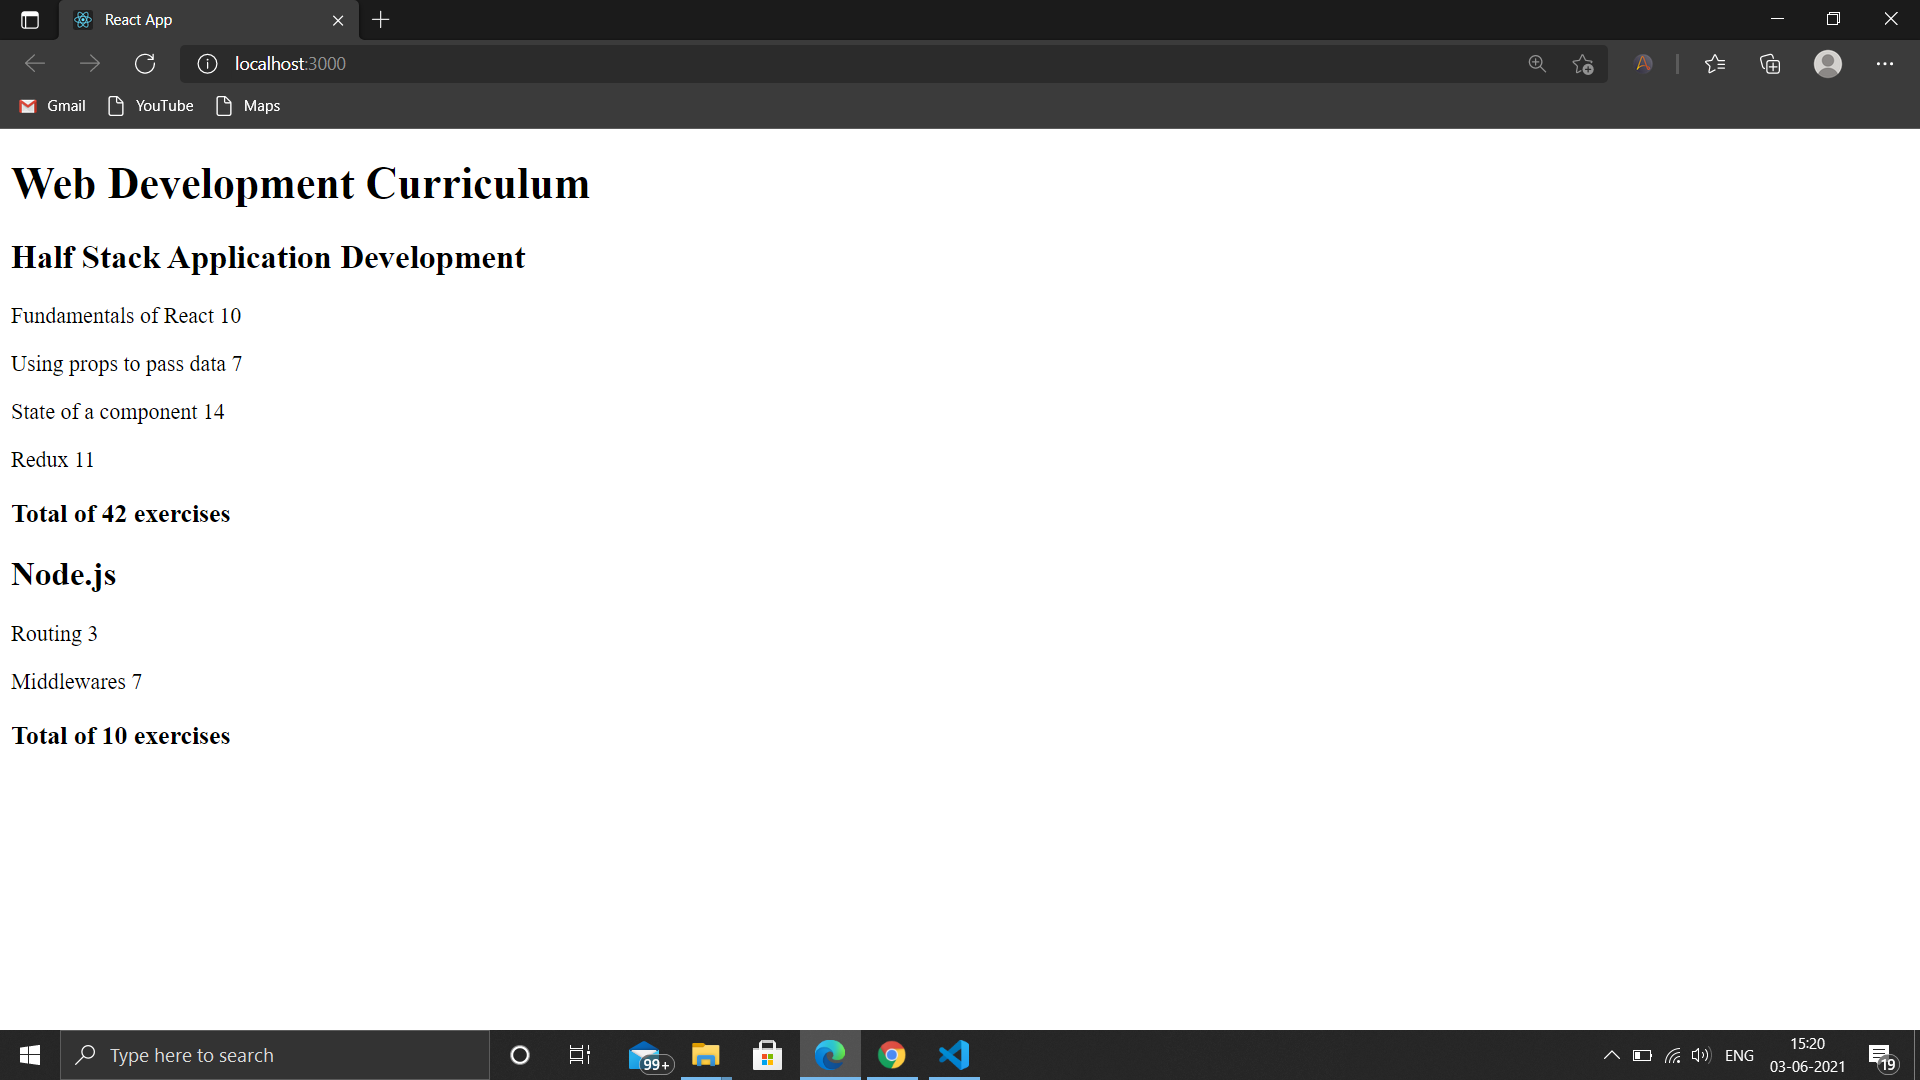 React App
localhost:3000
Gmail YouTube Maps
Web Development Curriculum
Half Stack Application Development
Fundamentals of React 10
Using props to pass data 7
State of a component 14
Redux 11
Total of 42 exercises
Node.js
Routing 3
Middlewares 7
Total of 10 exercises
Type here to search
99+
ENG
15:20
03-06-2021
19